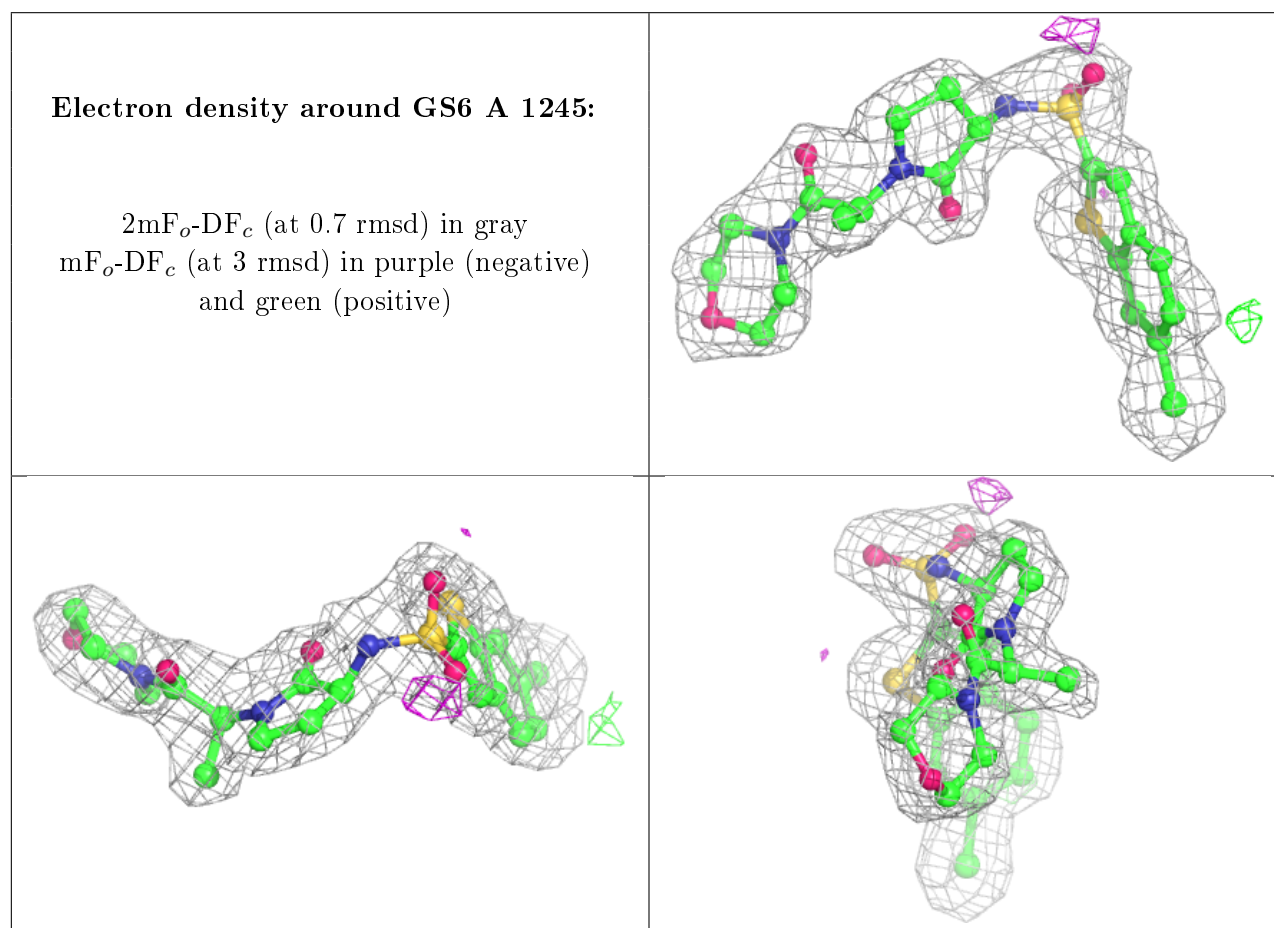 Electron density around GS6 A 1245:
2mFo-DFc (at 0.7 rmsd) in gray
mFo-DFc (at 3 rmsd) in purple (negative)
and green (positive)